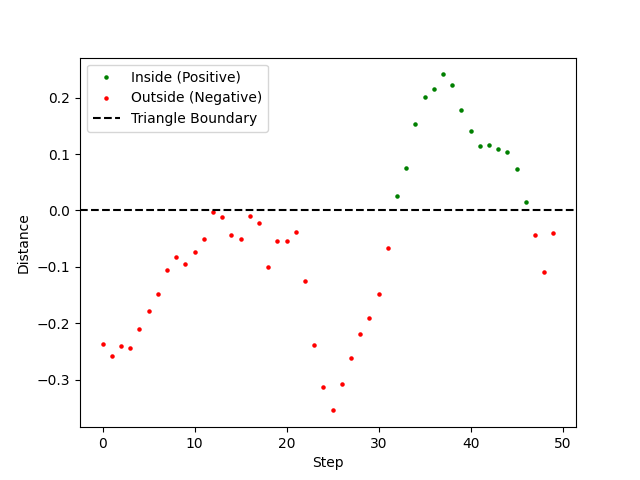 Inside (Positive)
Outside (Negative)
Triangle Boundary
0.2
0.1
0.0
−0.1
−0.2
−0.3
Distance
0 10 20 30 40 50
Step